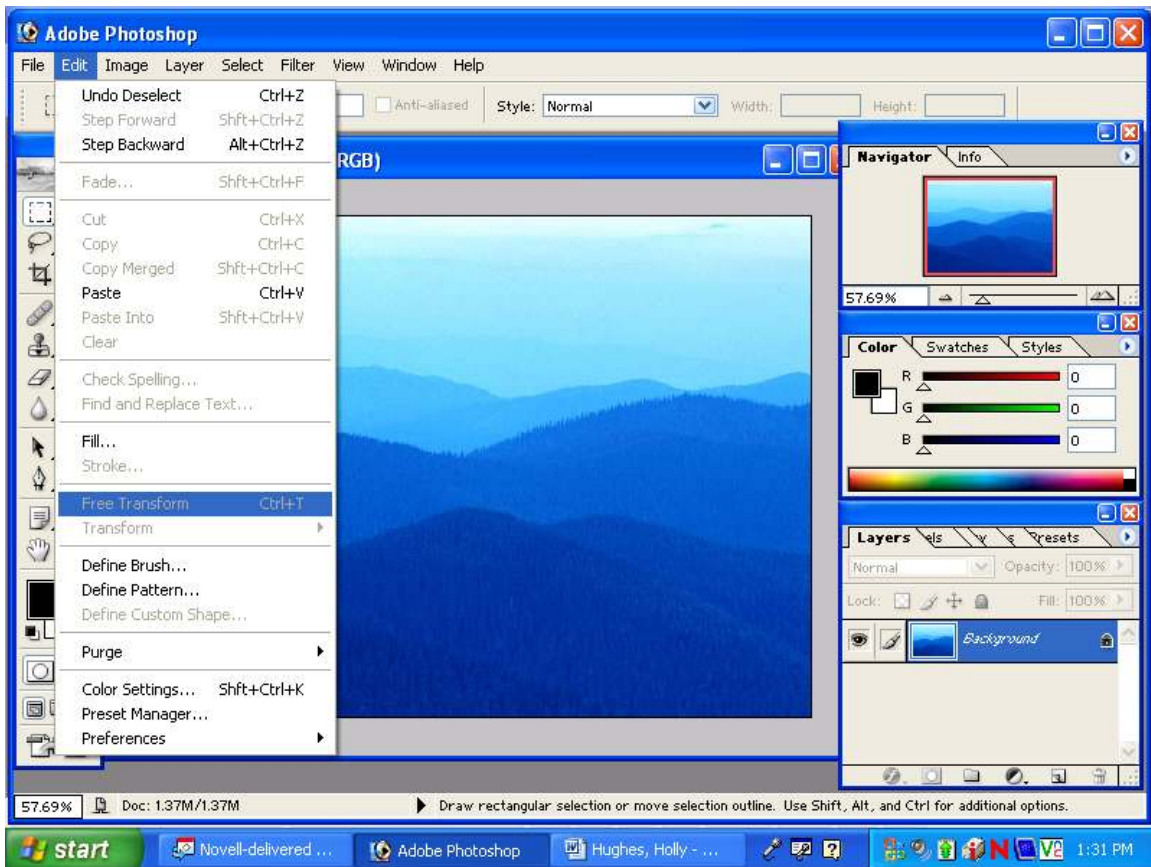 Adobe Photoshop
File Edit Image Layer Select Filter View Window Help
Anti-aliased Style: Normal Width: Height:
Undo Deselect Ctrl+Z
Step Forward Shft+Ctrl+Z
Step Backward Alt+Ctrl+Z
Fade... Shft+Ctrl+F
Cut Ctrl+X
Copy Ctrl+C
Copy Merged Shft+Ctrl+C
Paste Ctrl+V
Paste Into Shft+Ctrl+V
Clear
Check Spelling...
Find and Replace Text...
Fill...
Stroke...
Free Transform Ctrl+T
Transform
Define Brush...
Define Pattern...
Define Custom Shape...
Purge
Color Settings... Shft+Ctrl+K
Preset Manager...
Preferences
RGB)
Navigator Info
57.69%
Color Swatches Styles
R 0
G 0
B 0
Layers els Presets
Normal Opacity: 100%
Lock: Fill: 100%
Background
57.69% Doc: 1.37M/1.37M Draw rectangular selection or move selection outline. Use Shift, Alt, and Ctrl for additional options.
start Novell-delivered ... Adobe Photoshop Hughes, Holly - ... N V2 1:31 PM